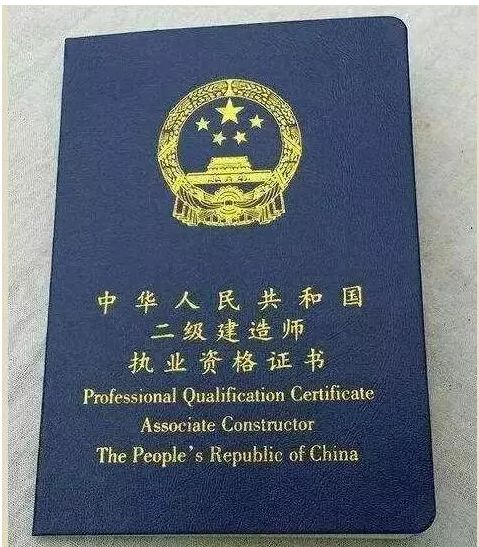 中华人民共和国
二级建造师
执业资格证书
Professional Qualification Certificate
Associate Constructor
The People's Republic of China